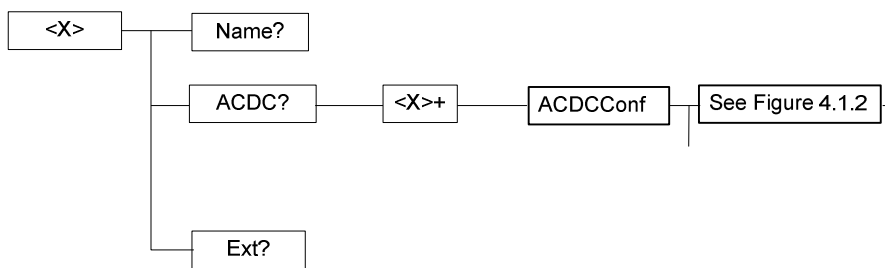 <X>
Name?
ACDC?
<X>+
ACDCConf
See Figure 4.1.2
Ext?